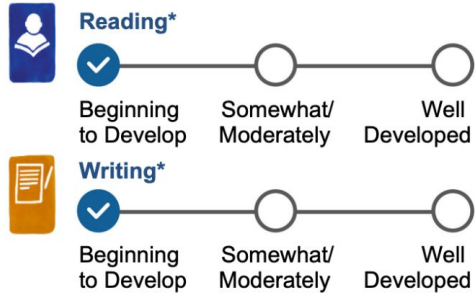 Reading*
Beginning Somewhat/ Well
to Develop Moderately Developed
Writing*
Beginning Somewhat/ Well
to Develop Moderately Developed